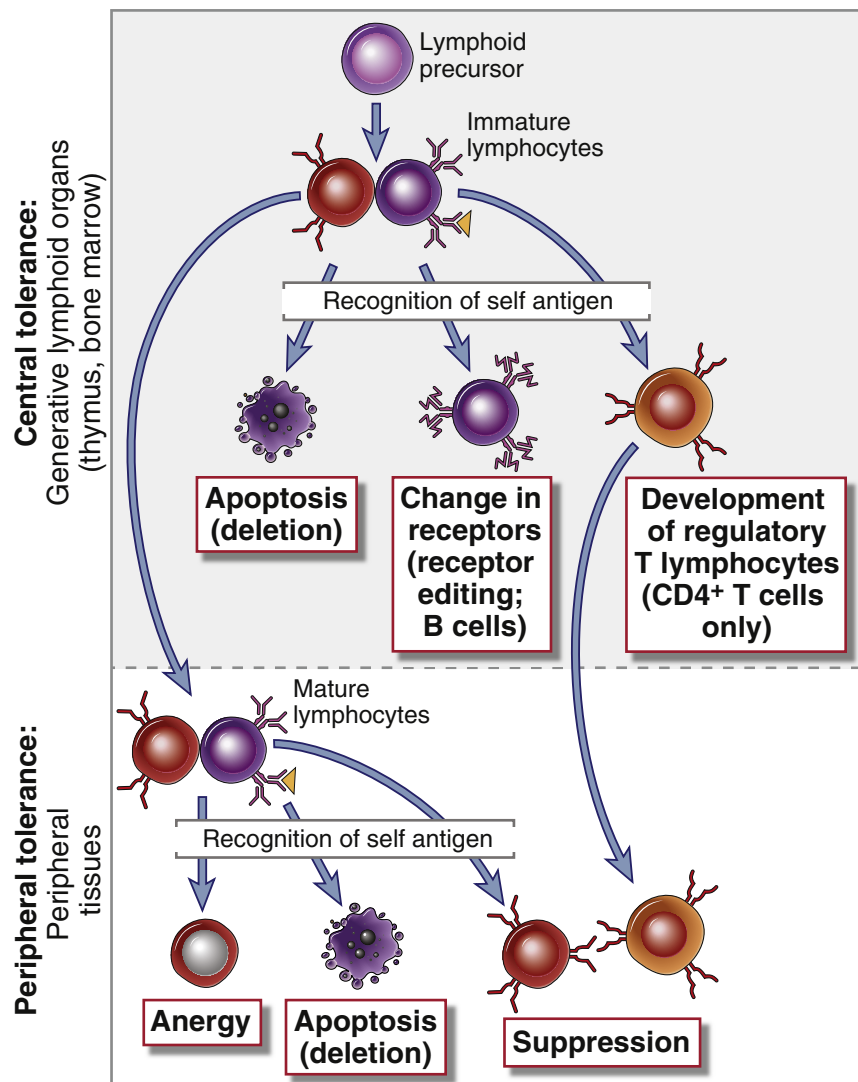 Lymphoid
precursor
Immature
lymphocytes
Central tolerance:
Generative lymphoid organs
(thymus, bone marrow)
Recognition of self antigen
Apoptosis
(deletion)
Change in
receptors
(receptor
editing;
B cells)
Development
of regulatory
T lymphocytes
(CD4⁺ T cells
only)
Mature
lymphocytes
Peripheral tolerance:
Peripheral
tissues
Recognition of self antigen
Anergy
Apoptosis
(deletion)
Suppression